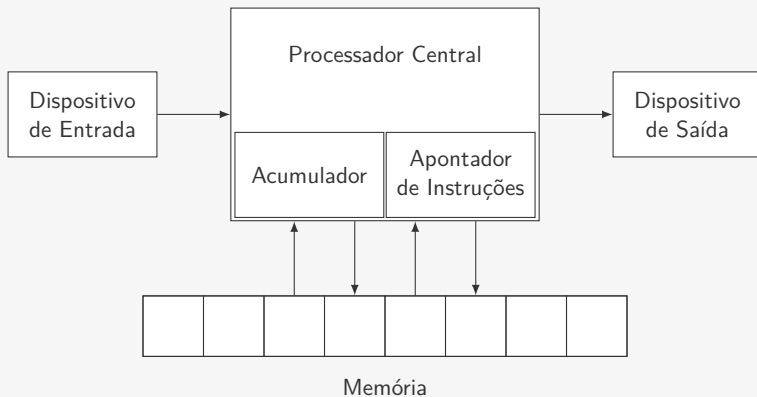 Processador Central
Dispositivo
de Entrada
Dispositivo
de Saída
Acumulador
Apontador
de Instruções
Memória